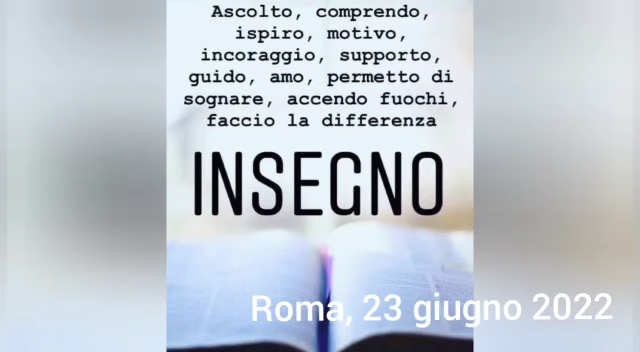 Ascolto, comprendo,
ispiro, motivo,
incoraggio, supporto,
guido, amo, permetto di
sognare, accendo fuochi,
faccio la differenza
INSEGNO
Roma, 23 giugno 2022